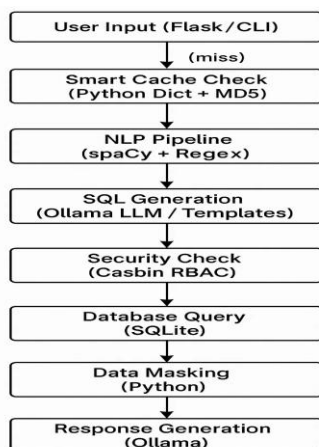 User Input (Flask/CLI)
(miss)
Smart Cache Check
(Python Dict + MD5)
NLP Pipeline
(spaCy + Regex)
SQL Generation
(Ollama LLM / Templates)
Security Check
(Casbin RBAC)
Database Query
(SQLite)
Data Masking
(Python)
Response Generation
(Ollama)